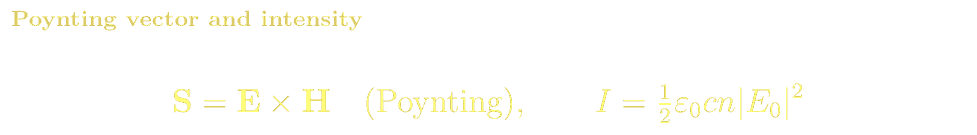 Poynting vector and intensity
S = E × H (Poynting), I = ½ε₀cn|E₀|²